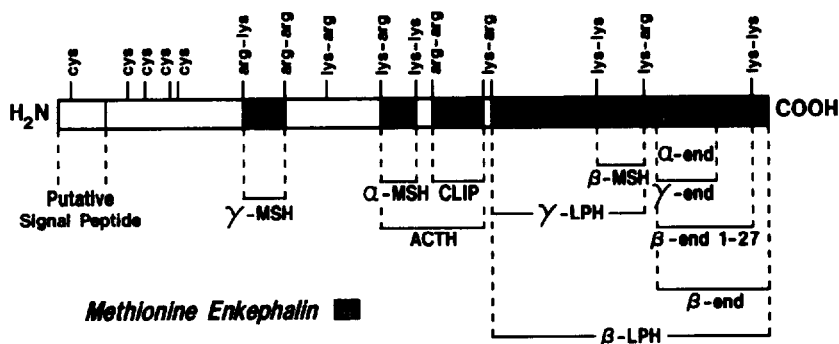 cys cys cys cys cys arg-lys arg-arg lys-arg lys-arg lys-lys arg-arg lys-arg lys-lys lys-arg lys-lys
H₂N COOH
Putative
Signal Peptide
γ-MSH
α-MSH CLIP
ACTH
β-MSH
γ-LPH
α-end
γ-end
β-end 1-27
β-end
β-LPH
Methionine Enkephalin